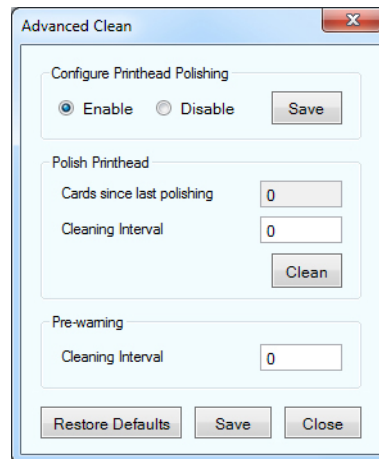 Advanced Clean
Configure Printhead Polishing
Enable Disable Save
Polish Printhead
Cards since last polishing 0
Cleaning Interval 0
Clean
Pre-warning
Cleaning Interval 0
Restore Defaults Save Close